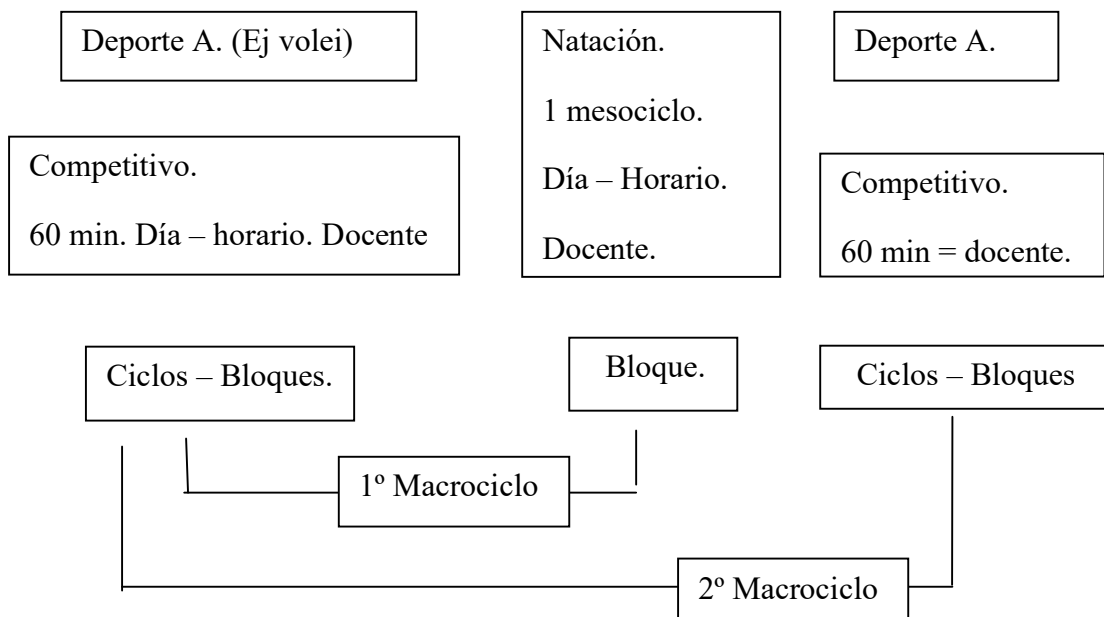 Deporte A. (Ej volei)
Natación.
1 mesociclo.
Día – Horario.
Docente.
Deporte A.
Competitivo.
60 min. Día – horario. Docente
Competitivo.
60 min = docente.
Ciclos – Bloques.
Bloque.
Ciclos – Bloques
1º Macrociclo
2º Macrociclo